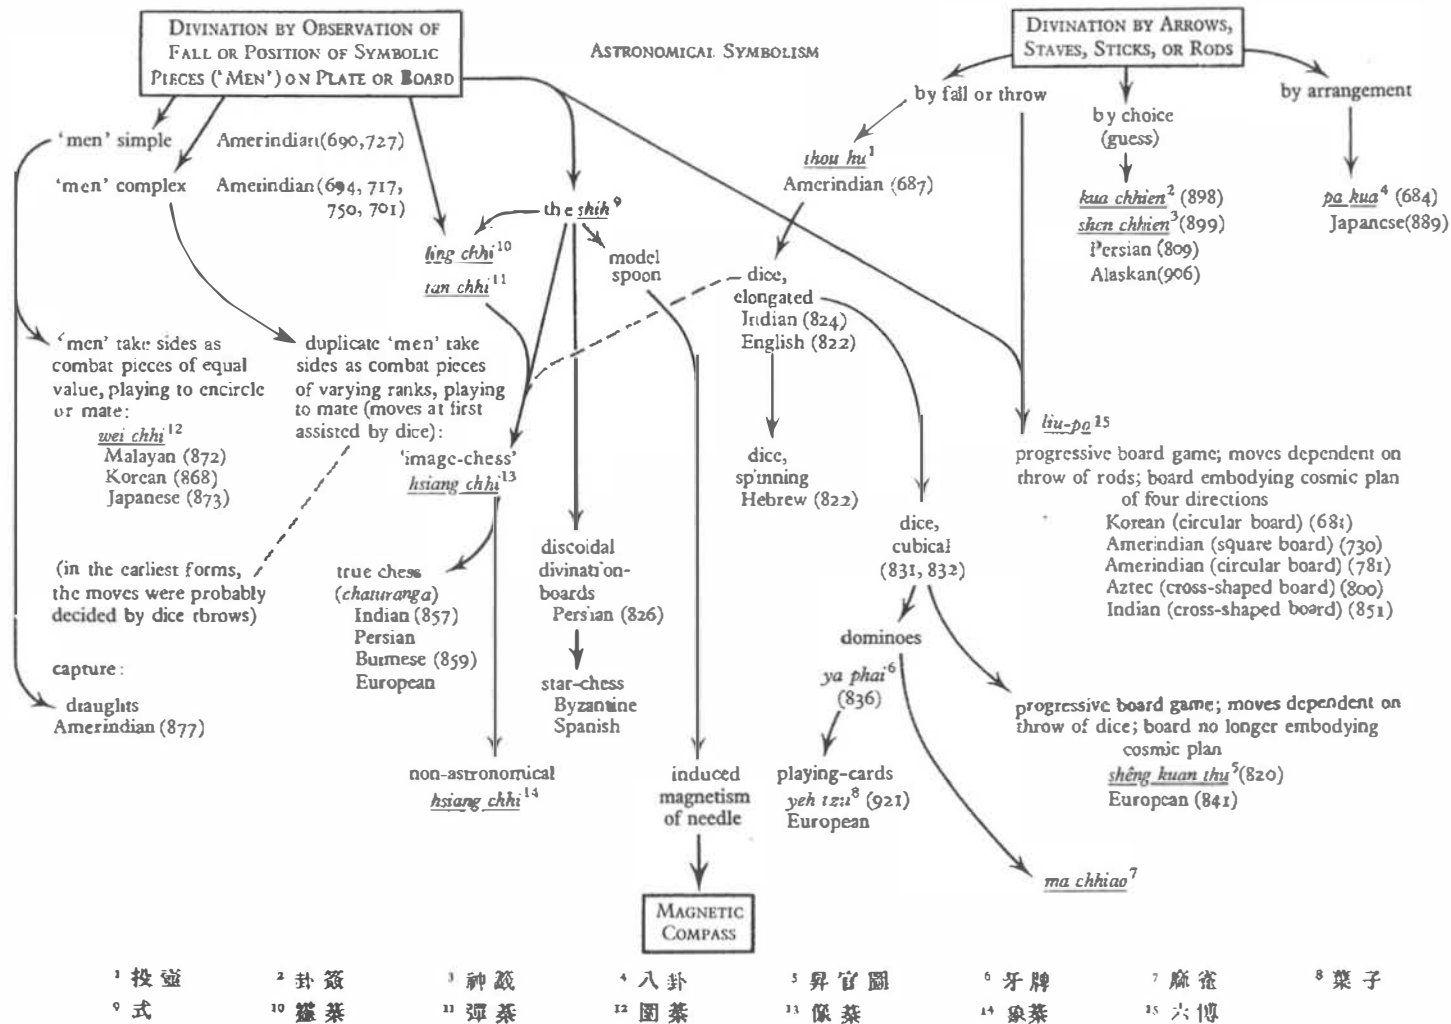 DIVINATION BY OBSERVATION OF
FALL OR POSITION OF SYMBOLIC
PIECES (‘MEN’) ON PLATE OR BOARD
ASTRONOMICAL SYMBOLISM
DIVINATION BY ARROWS,
STAVES, STICKS, OR RODS
by fall or throw
by choice
(guess)
by arrangement
‘men’ simple
Amerindian(690,727)
‘men’ complex
Amerindian (694, 717,
750, 701)
thou hu¹
Amerindian (687)
kua chhien² (898)
shen chhien³(899)
Persian (809)
Alaskan(906)
pa kua⁴ (684)
Japanese(889)
the shih⁹
ling chhi¹⁰
tan chhi¹¹
model
spoon
dice,
elongated
Indian (824)
English (822)
‘men’ take sides as
combat pieces of equal
value, playing to encircle
or mate:
wei chhi¹²
Malayan (872)
Korean (868)
Japanese (873)
duplicate ‘men’ take
sides as combat pieces
of varying ranks, playing
to mate (moves at first
assisted by dice):
‘image-chess’
hsiang chhi¹³
dice,
spinning
Hebrew (822)
liu-po¹⁵
progressive board game; moves dependent on
throw of rods; board embodying cosmic plan
of four directions
Korean (circular board) (681)
Amerindian (square board) (730)
Amerindian (circular board) (781)
Aztec (cross-shaped board) (800)
Indian (cross-shaped board) (851)
dice,
cubical
(831, 832)
(in the earliest forms,
the moves were probably
decided by dice throws)
true chess
(chaturanga)
Indian (857)
Persian
Burmese (859)
European
discoidal
divination-
boards
Persian (826)
star-chess
Byzantine
Spanish
dominoes
ya phai⁶
(836)
capture:
draughts
Amerindian (877)
progressive board game; moves dependent on
throw of dice; board no longer embodying
cosmic plan
shêng kuan thu⁵(820)
European (841)
non-astronomical
hsiang chhi¹⁴
induced
magnetism
of needle
playing-cards
yeh tzu⁸ (921)
European
ma chhiao⁷
MAGNETIC
COMPASS
¹ 投壺 ² 卦籤 ³ 神籤 ⁴ 八卦 ⁵ 昇官圖 ⁶ 牙牌 ⁷ 麻雀 ⁸ 葉子
⁹ 式 ¹⁰ 靈棊 ¹¹ 彈棊 ¹² 圍棊 ¹³ 像棊 ¹⁴ 象棊 ¹⁵ 六博